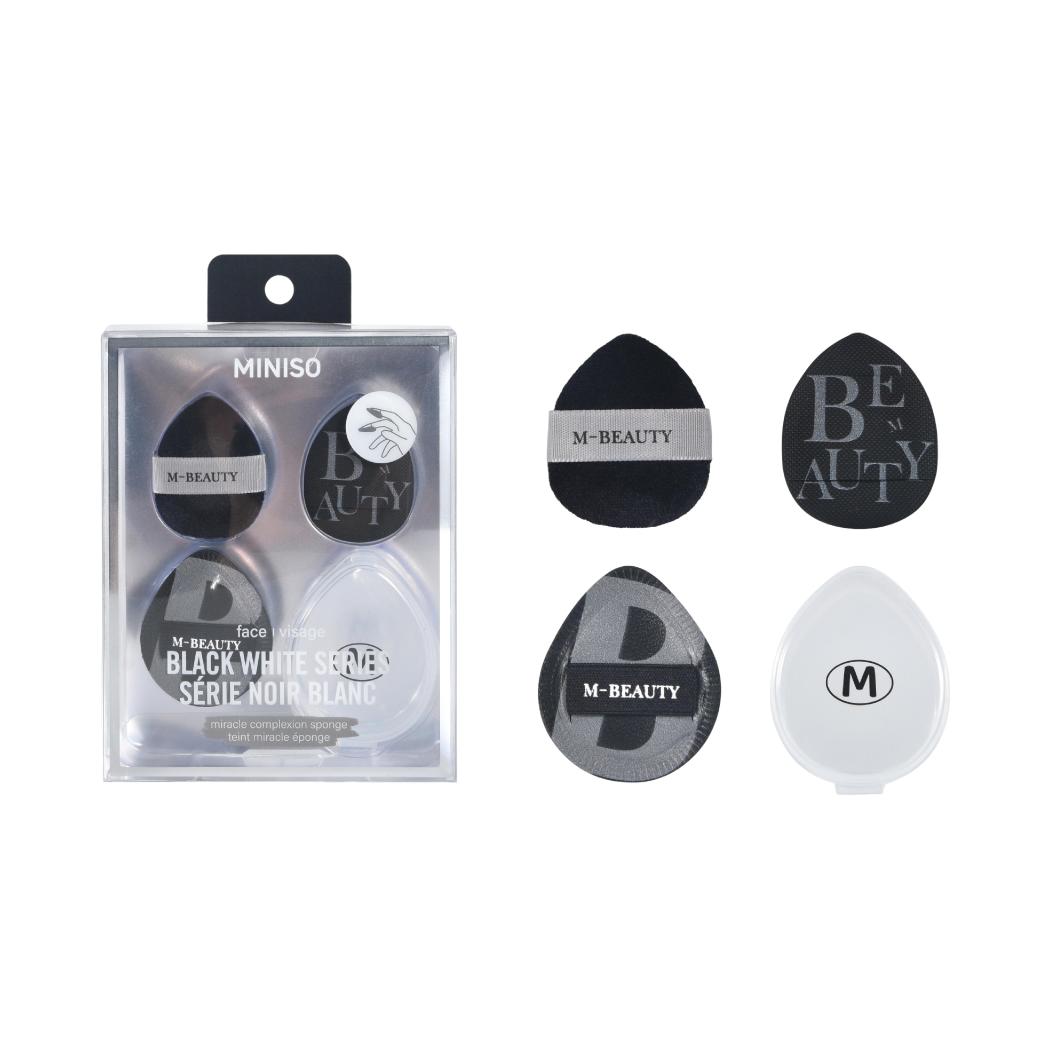 MINISO
M-BEAUTY
B
M
AUTY
M-BEAUTY
M
face | visage
BLACK WHITE SERIES
SÉRIE NOIR BLANC
miracle complexion sponge
teint miracle éponge
M-BEAUTY
BE
M
AUTY
M-BEAUTY
M